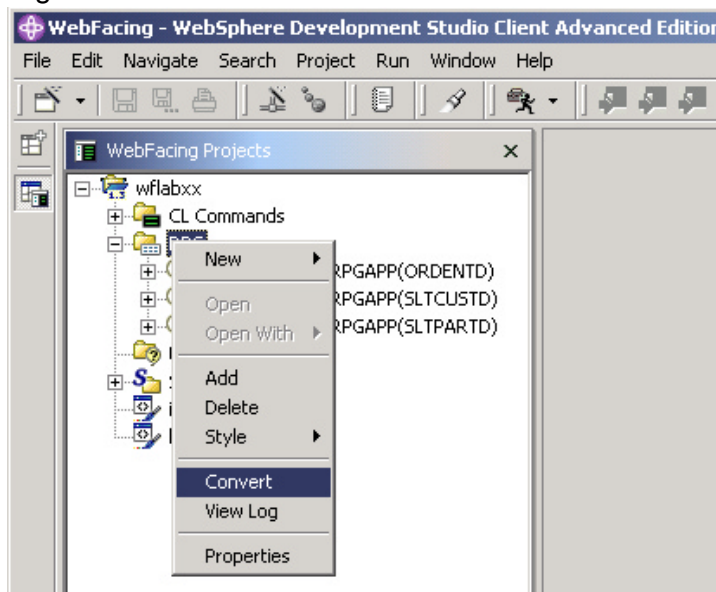 WebFacing - WebSphere Development Studio Client Advanced Edition
File Edit Navigate Search Project Run Window Help
WebFacing Projects
wflabxx
CL Commands
New
RPGAPP(ORDENTD)
Open
RPGAPP(SLTCUSTD)
Open With
RPGAPP(SLTPARTD)
Add
Delete
Style
Convert
View Log
Properties